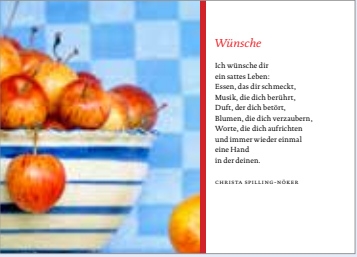 Wünsche
Ich wünsche dir
ein sattes Leben:
Essen, das dir schmeckt,
Musik, die dich berührt,
Duft, der dich betört,
Blumen, die dich verzaubern,
Worte, die dich aufrichten
und immer wieder einmal
eine Hand
in der deinen.
CHRISTA SPILLING-NÖKER